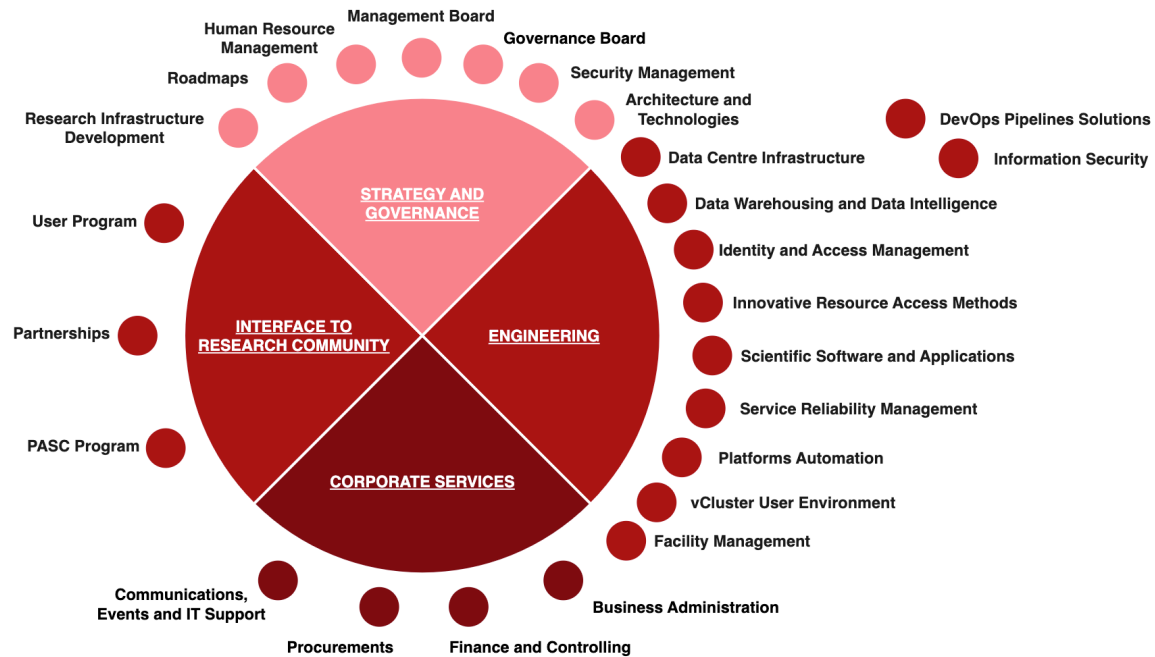 Management Board
Human Resource
Management
Governance Board
Roadmaps
Security Management
Research Infrastructure
Development
Architecture and
Technologies
DevOps Pipelines Solutions
Information Security
Data Centre Infrastructure
Data Warehousing and Data Intelligence
Identity and Access Management
Innovative Resource Access Methods
Scientific Software and Applications
Service Reliability Management
Platforms Automation
vCluster User Environment
Facility Management
STRATEGY AND
GOVERNANCE
INTERFACE TO
RESEARCH COMMUNITY
ENGINEERING
CORPORATE SERVICES
User Program
Partnerships
PASC Program
Communications,
Events and IT Support
Procurements
Finance and Controlling
Business Administration